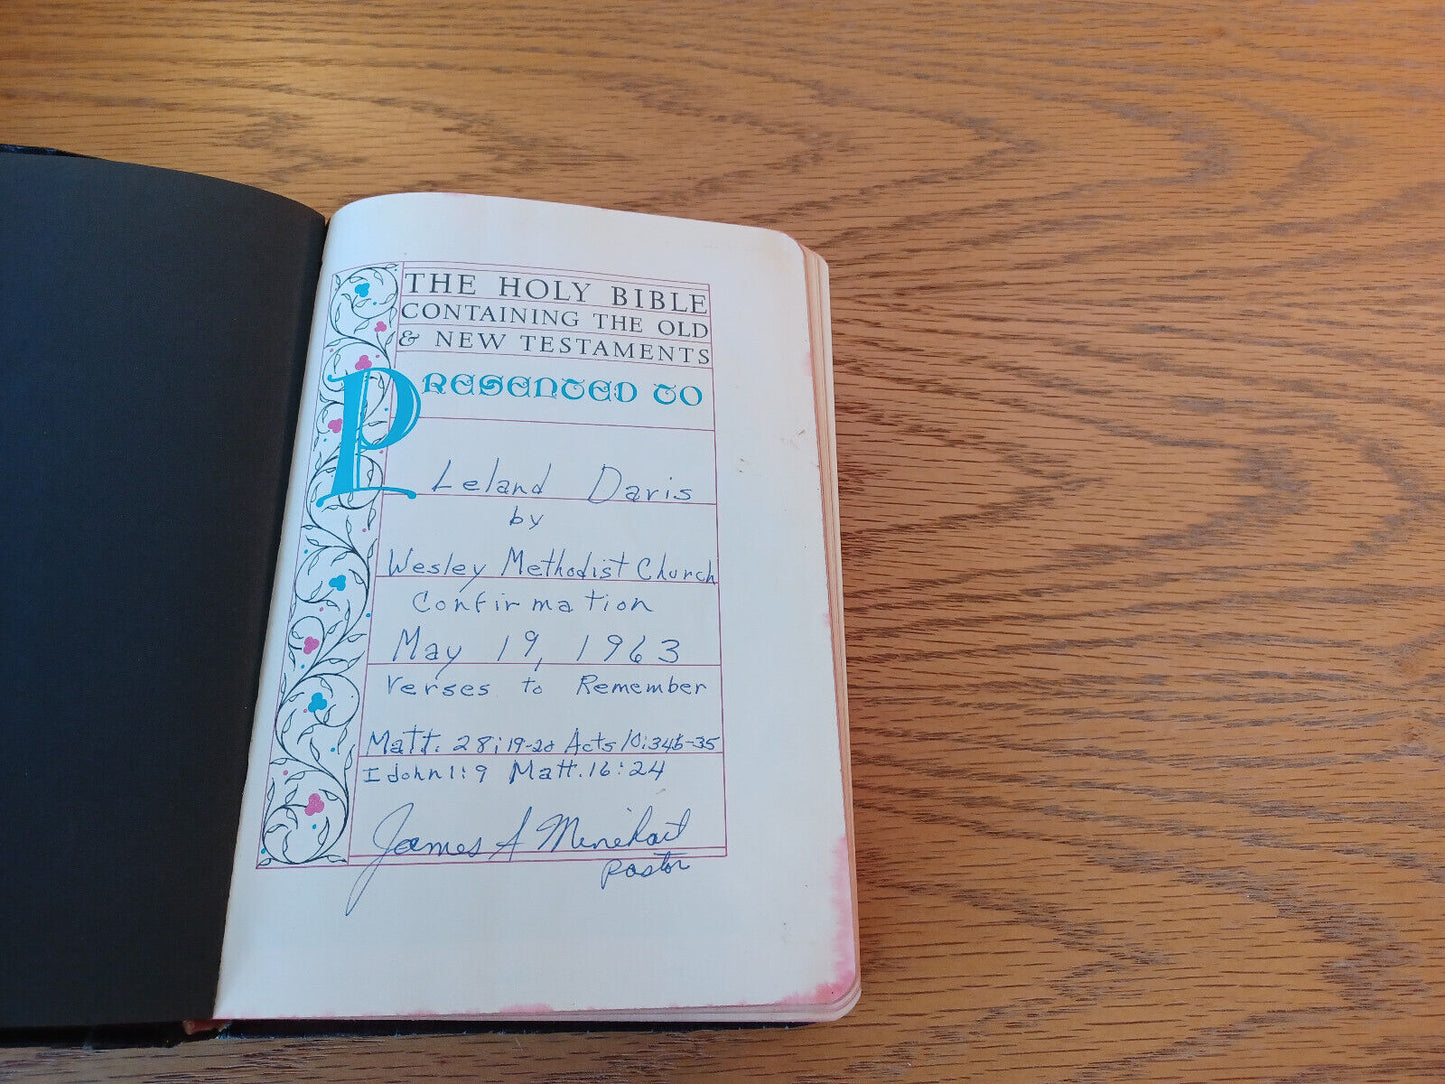 THE HOLY BIBLE
CONTAINING THE OLD
& NEW TESTAMENTS
PRESENTED TO
Leland Davis
by
Wesley Methodist Church
Confirmation
May 19, 1963
Verses to Remember
Matt. 28:19-20 Acts 10:34b-35
I John 1:9 Matt. 16:24
James A Minehart
pastor